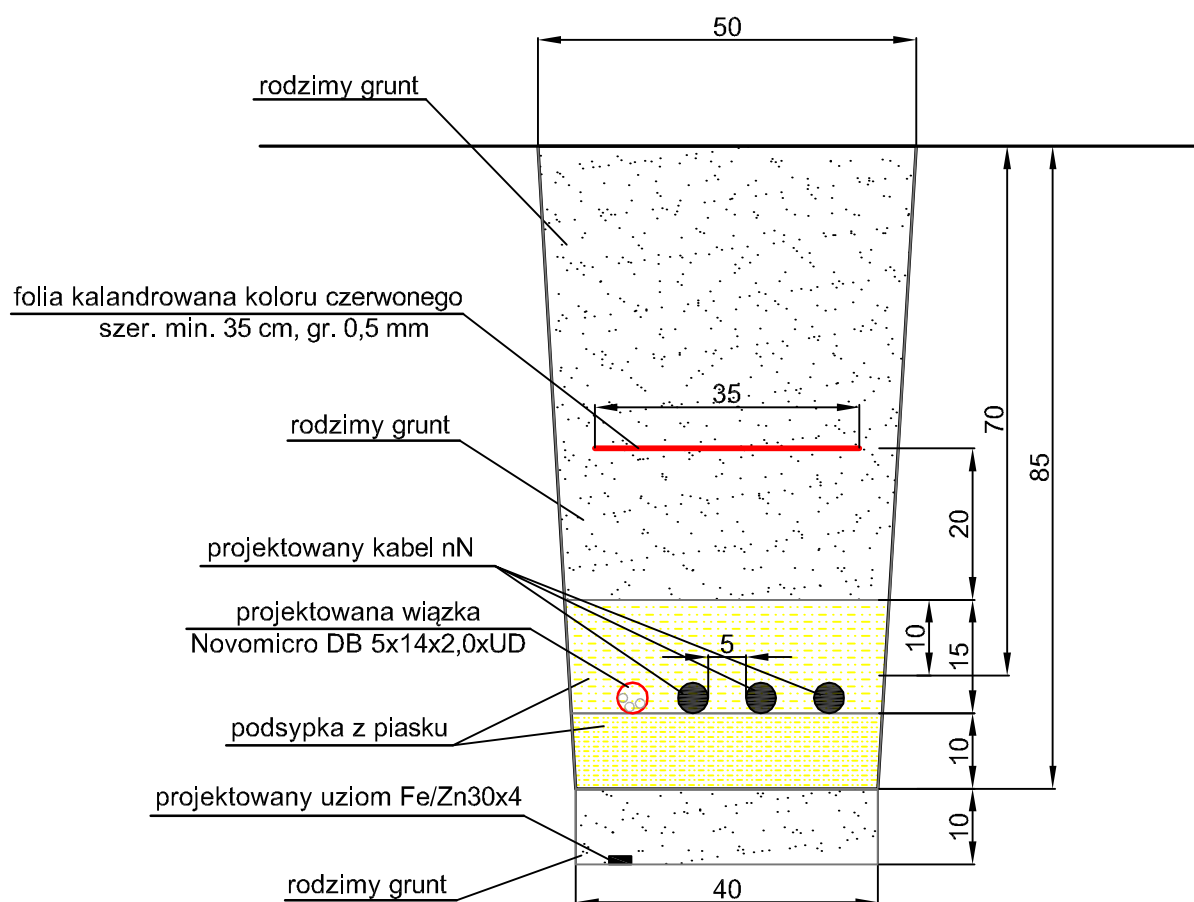 50
rodzimy grunt
folia kalandrowana koloru czerwonego
szer. min. 35 cm, gr. 0,5 mm
35
rodzimy grunt
70
85
20
projektowany kabel nN
projektowana wiązka
Novomicro DB 5x14x2,0xUD
5
10
15
podsypka z piasku
10
projektowany uziom Fe/Zn30x4
10
rodzimy grunt
40